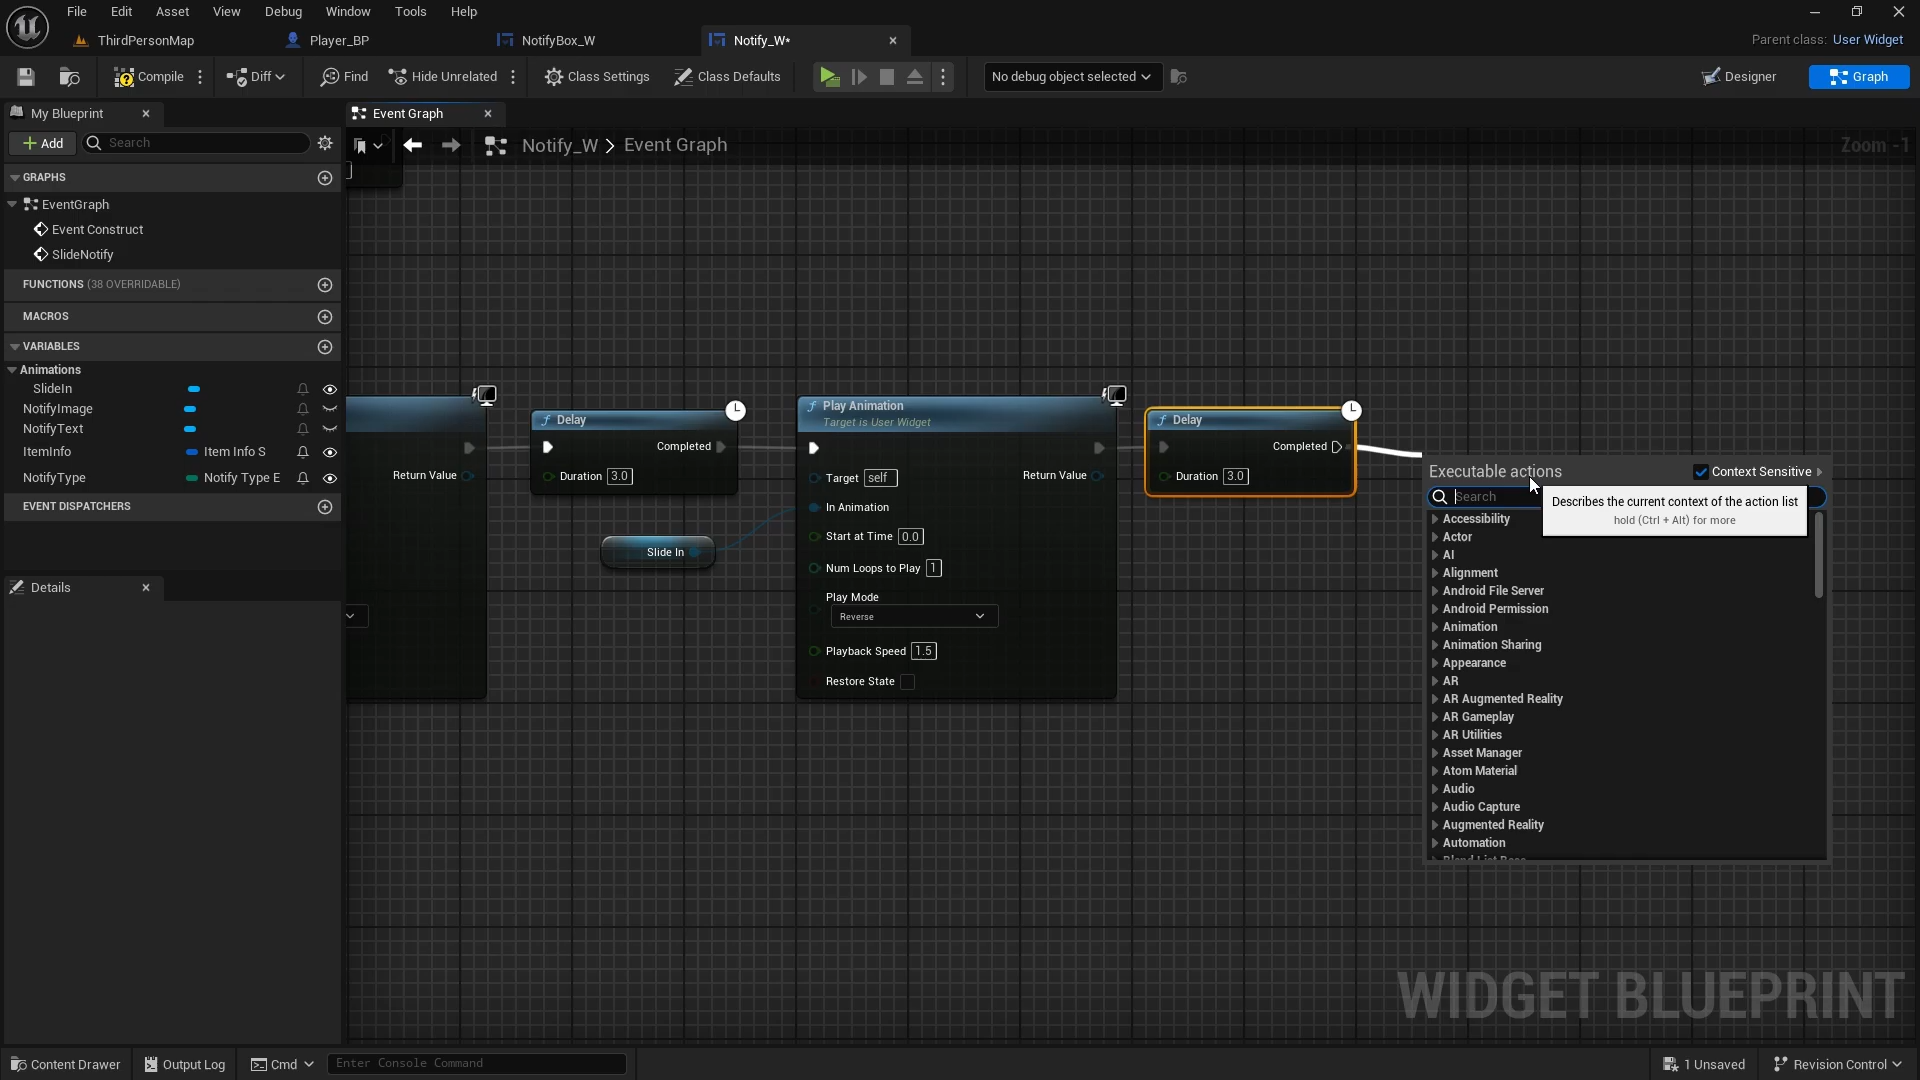 File Edit Asset View Debug Window Tools Help
ThirdPersonMap Player_BP NotifyBox_W Notify_W* Parent class: User Widget
Compile Diff Find Hide Unrelated Class Settings Class Defaults No debug object selected Designer Graph
My Blueprint Event Graph
Add Search Notify_W > Event Graph Zoom -1
GRAPHS
EventGraph
Event Construct
SlideNotify
FUNCTIONS (38 OVERRIDABLE)
MACROS
VARIABLES
Animations
SlideIn
NotifyImage
NotifyText
ItemInfo Item Info S
NotifyType Notify Type E
EVENT DISPATCHERS
Details
Return Value
Delay
Completed
Duration 3.0
Slide In
Play Animation
Target is User Widget
Target self
Return Value
In Animation
Start at Time 0.0
Num Loops to Play 1
Play Mode
Reverse
Playback Speed 1.5
Restore State
Delay
Completed
Duration 3.0
Executable actions Context Sensitive
Search
Describes the current context of the action list
hold (Ctrl + Alt) for more
Accessibility
Actor
AI
Alignment
Android File Server
Android Permission
Animation
Animation Sharing
Appearance
AR
AR Augmented Reality
AR Gameplay
AR Utilities
Asset Manager
Atom Material
Audio
Audio Capture
Augmented Reality
Automation
WIDGET BLUEPRINT
Content Drawer Output Log Cmd Enter Console Command 1 Unsaved Revision Control